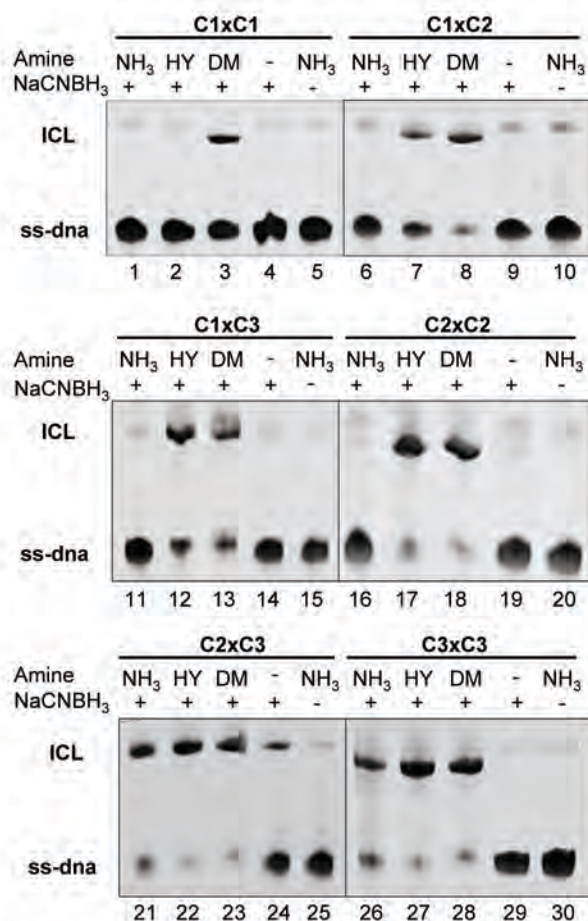 C1xC1 C1xC2
Amine NH₃ HY DM - NH₃ NH₃ HY DM - NH₃
NaCNBH₃ + + + + - + + + + -
ICL
ss-dna
1 2 3 4 5 6 7 8 9 10
C1xC3 C2xC2
Amine NH₃ HY DM - NH₃ NH₃ HY DM - NH₃
NaCNBH₃ + + + + - + + + + -
ICL
ss-dna
11 12 13 14 15 16 17 18 19 20
C2xC3 C3xC3
Amine NH₃ HY DM - NH₃ NH₃ HY DM - NH₃
NaCNBH₃ + + + + - + + + + -
ICL
ss-dna
21 22 23 24 25 26 27 28 29 30